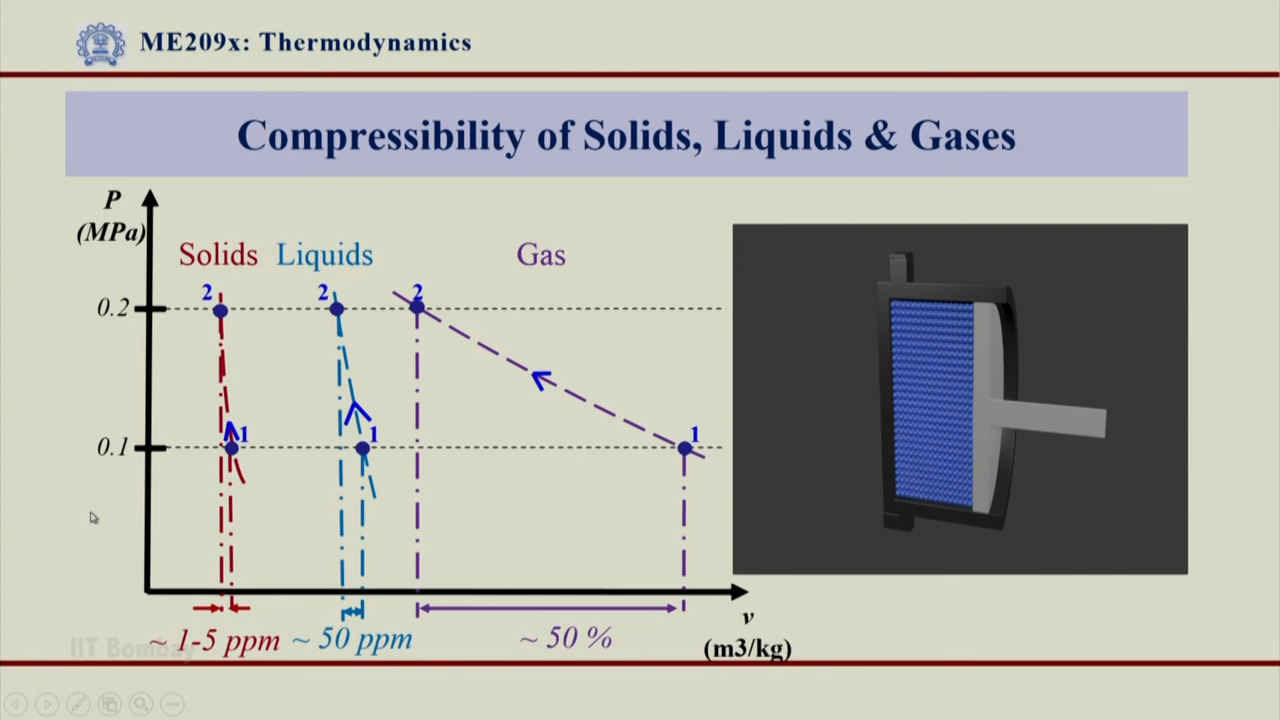 ME209x: Thermodynamics
Compressibility of Solids, Liquids & Gases
P
(MPa)
Solids
Liquids
Gas
2
2
2
0.2
1
1
1
0.1
~ 1-5 ppm
~ 50 ppm
~ 50 %
v
(m3/kg)
IIT Bombay